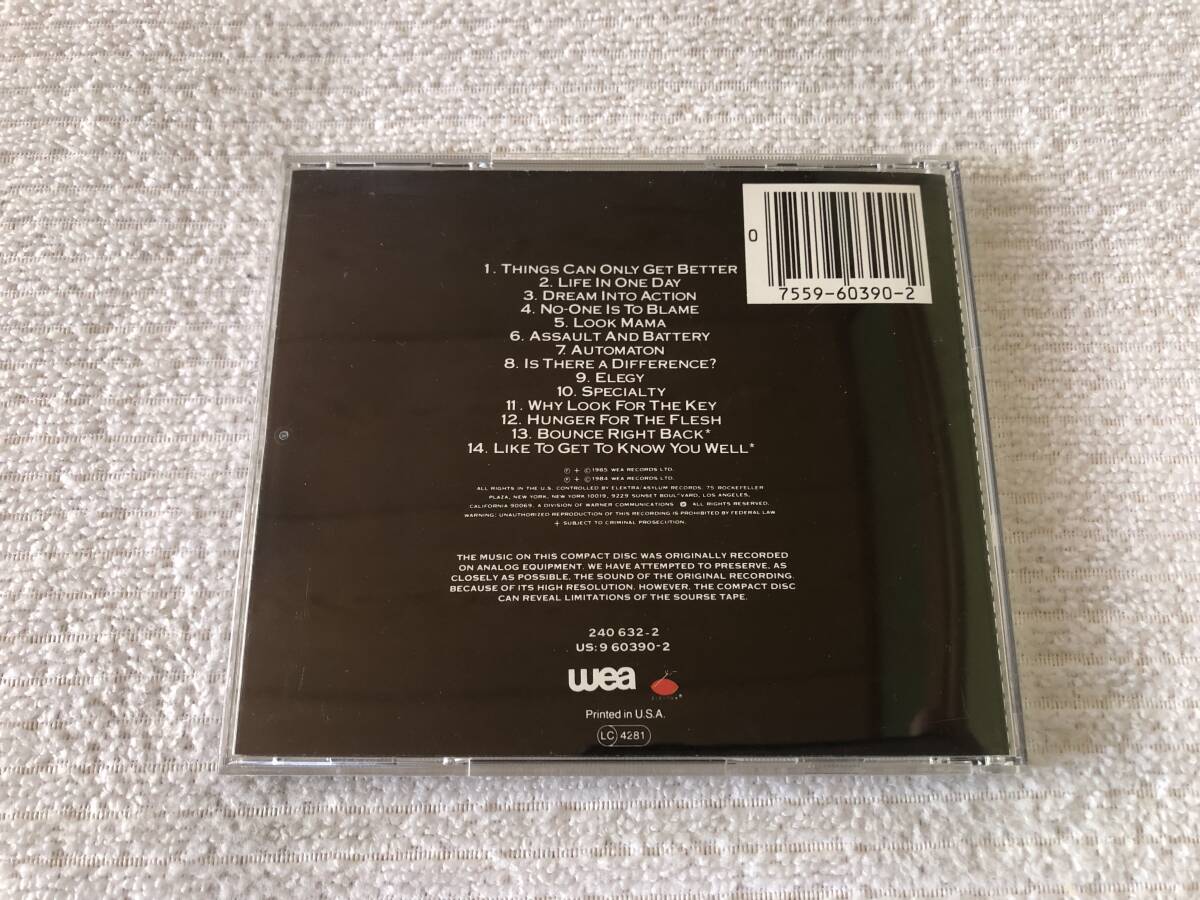 0
7559-60390-2
1. THINGS CAN ONLY GET BETTER
2. LIFE IN ONE DAY
3. DREAM INTO ACTION
4. NO-ONE IS TO BLAME
5. LOOK MAMA
6. ASSAULT AND BATTERY
7. AUTOMATON
8. IS THERE A DIFFERENCE?
9. ELEGY
10. SPECIALTY
11. WHY LOOK FOR THE KEY
12. HUNGER FOR THE FLESH
13. BOUNCE RIGHT BACK*
14. LIKE TO GET TO KNOW YOU WELL*
℗ + © 1985 WEA RECORDS LTD.
℗ + © 1984 WEA RECORDS LTD.
ALL RIGHTS IN THE U.S. CONTROLLED BY ELEKTRA/ASYLUM RECORDS. 75 ROCKEFELLER
PLAZA, NEW YORK, NEW YORK 10019, 9229 SUNSET BOULEVARD, LOS ANGELES,
CALIFORNIA 90069. A DIVISION OF WARNER COMMUNICATIONS ALL RIGHTS RESERVED.
WARNING: UNAUTHORIZED REPRODUCTION OF THIS RECORDING IS PROHIBITED BY FEDERAL LAW
+ SUBJECT TO CRIMINAL PROSECUTION.
THE MUSIC ON THIS COMPACT DISC WAS ORIGINALLY RECORDED
ON ANALOG EQUIPMENT. WE HAVE ATTEMPTED TO PRESERVE, AS
CLOSELY AS POSSIBLE, THE SOUND OF THE ORIGINAL RECORDING.
BECAUSE OF ITS HIGH RESOLUTION, HOWEVER, THE COMPACT DISC
CAN REVEAL LIMITATIONS OF THE SOURSE TAPE.
240 632-2
US: 9 60390-2
wea
Printed in U.S.A.
LC 4281